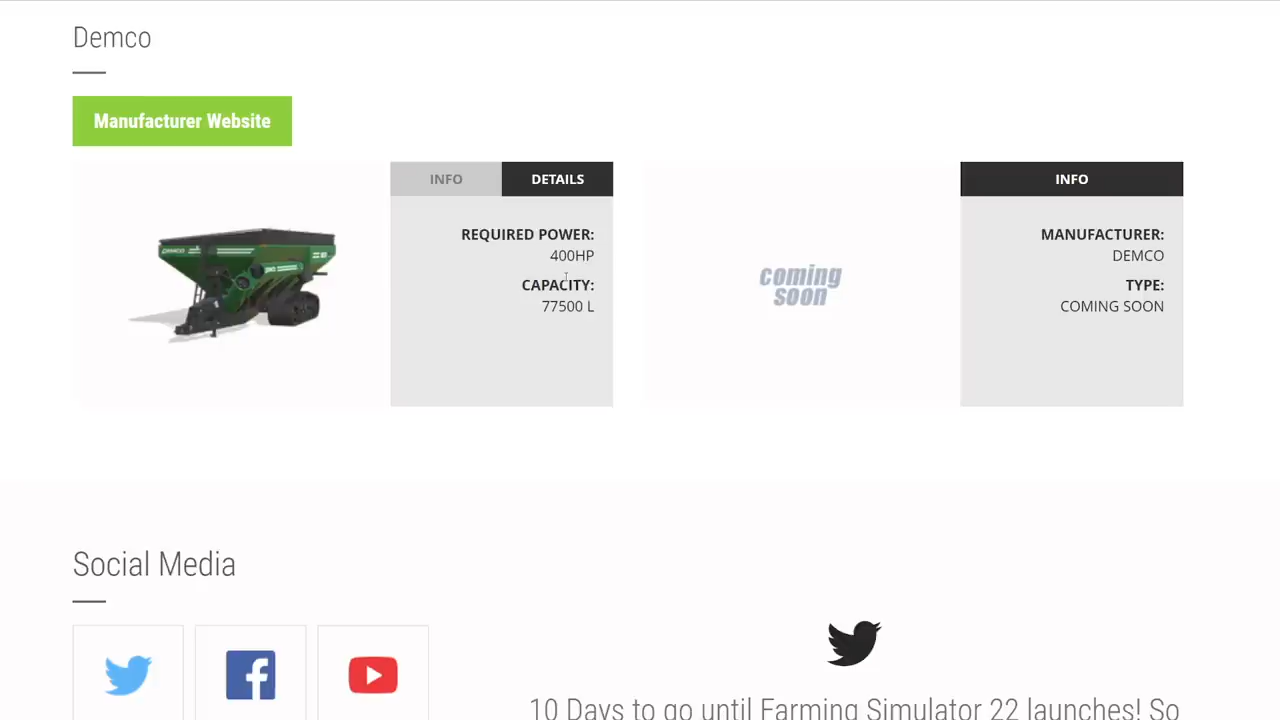 Demco
Manufacturer Website
INFO
DETAILS
REQUIRED POWER:
400HP
CAPACITY:
77500 L
DEMCO
coming
soon
INFO
MANUFACTURER:
DEMCO
TYPE:
COMING SOON
Social Media
10 Days to go until Farming Simulator 22 launches! So